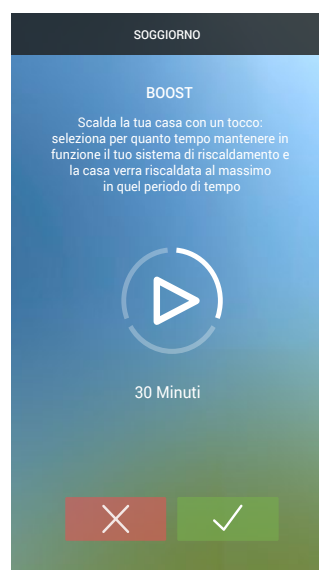 SOGGIORNO
BOOST
Scalda la tua casa con un tocco:
seleziona per quanto tempo mantenere in
funzione il tuo sistema di riscaldamento e
la casa verra riscaldata al massimo
in quel periodo di tempo
30 Minuti